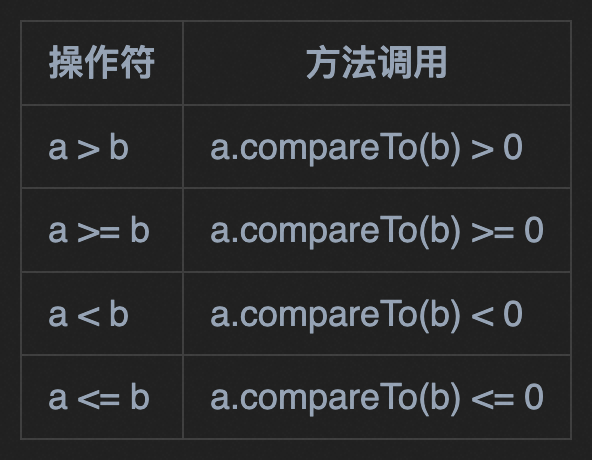 操作符 方法调用
a > b a.compareTo(b) > 0
a >= b a.compareTo(b) >= 0
a < b a.compareTo(b) < 0
a <= b a.compareTo(b) <= 0